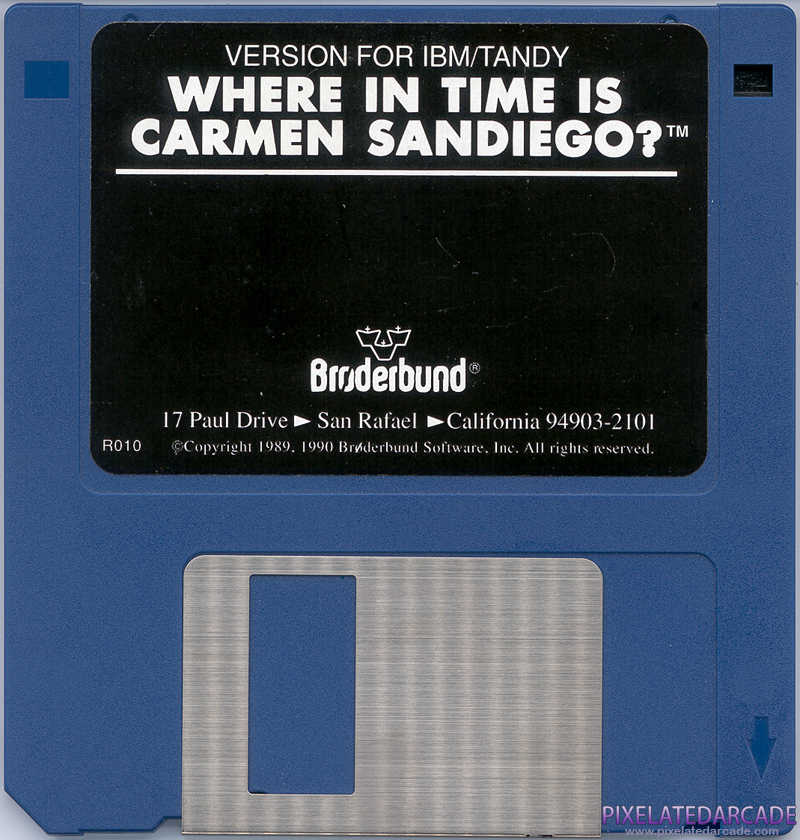 VERSION FOR IBM/TANDY
WHERE IN TIME IS
CARMEN SANDIEGO?™
Brøderbund®
17 Paul Drive ► San Rafael ► California 94903-2101
R010 ©Copyright 1989, 1990 Brøderbund Software, Inc. All rights reserved.
PIXELATEDARCADE
www.pixelatedarcade.com